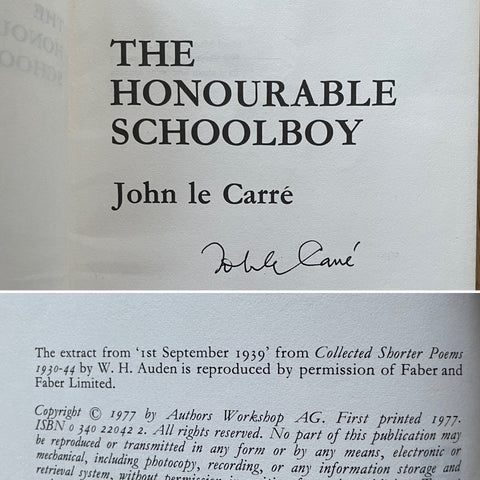 THE
HONOURABLE
SCHOOLBOY
John le Carré
John le Carré
The extract from ‘1st September 1939’ from Collected Shorter Poems
1930-44 by W. H. Auden is reproduced by permission of Faber and
Faber Limited.
Copyright © 1977 by Authors Workshop AG. First printed 1977.
ISBN 0 340 22042 2. All rights reserved. No part of this publication may
be reproduced or transmitted in any form or by any means, electronic or
mechanical, including photocopy, recording, or any information storage and
retrieval system, without permission in